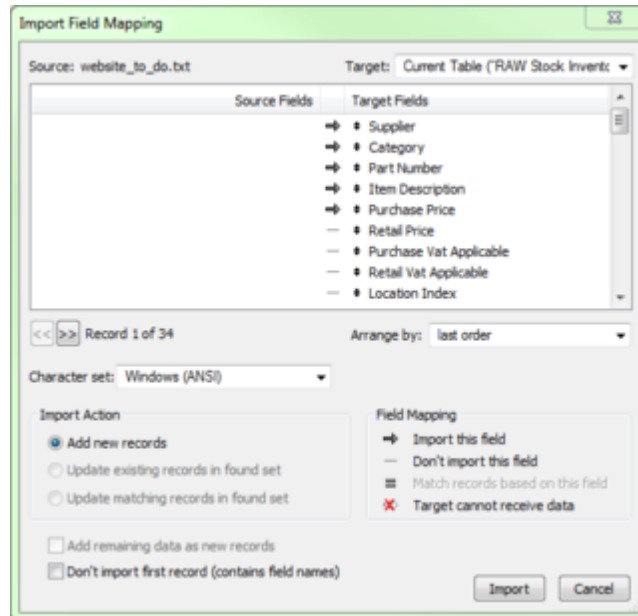 Import Field Mapping
Source: website_to_do.txt Target: Current Table ("RAW Stock Inventc
Source Fields Target Fields
Supplier
Category
Part Number
Item Description
Purchase Price
Retail Price
Purchase Vat Applicable
Retail Vat Applicable
Location Index
<< >> Record 1 of 34 Arrange by: last order
Character set: Windows (ANSI)
Import Action Field Mapping
Add new records Import this field
Update existing records in found set Don't import this field
Update matching records in found set Match records based on this field
Target cannot receive data
Add remaining data as new records
Don't import first record (contains field names)
Import Cancel